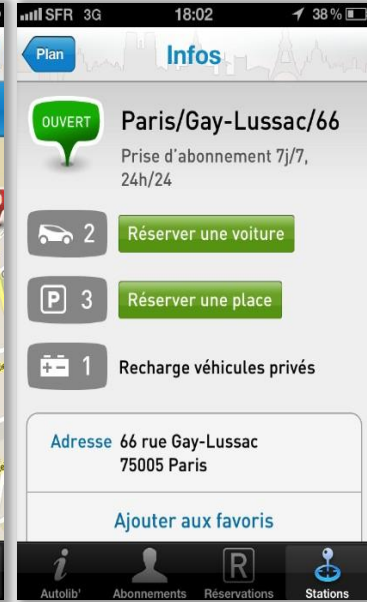 SFR 3G 18:02 38 %
Plan Infos
OUVERT
Paris/Gay-Lussac/66
Prise d'abonnement 7j/7,
24h/24
2 Réserver une voiture
P 3 Réserver une place
1 Recharge véhicules privés
Adresse 66 rue Gay-Lussac
75005 Paris
Ajouter aux favoris
i R
Autolib' Abonnements Réservations Stations